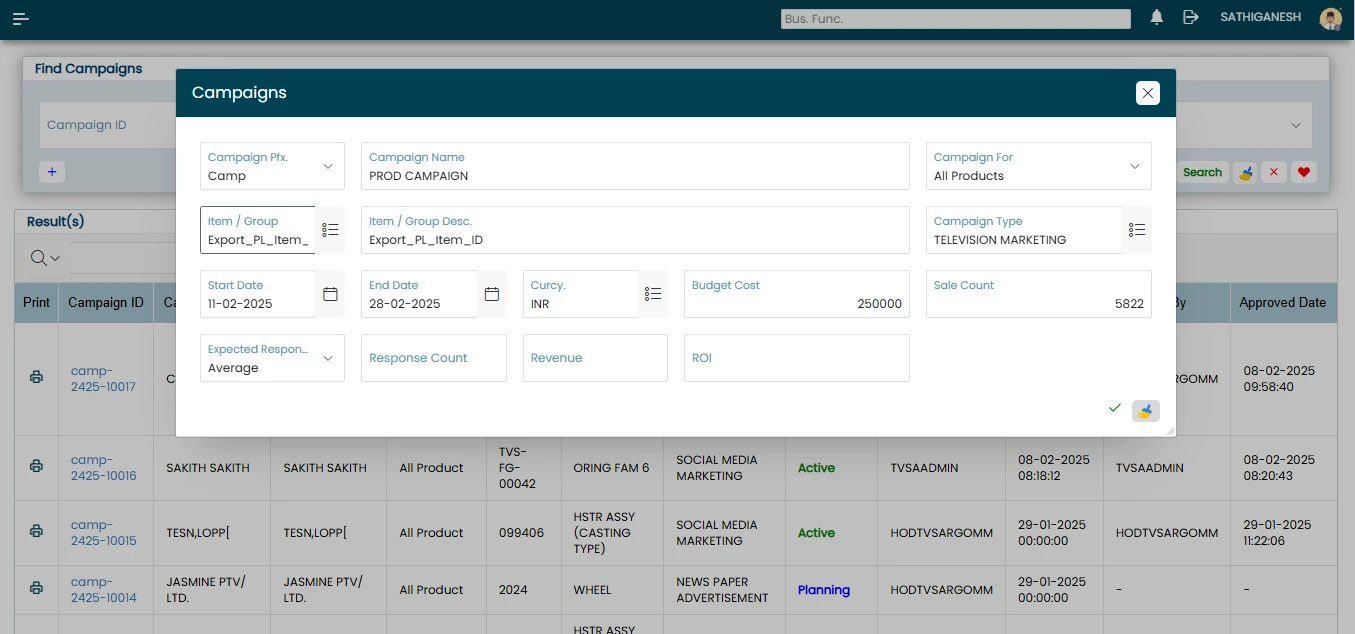 Bus. Func.
SATHIGANESH
Find Campaigns
Campaigns
Campaign ID
Campaign Pfx.
Camp
Campaign Name
PROD CAMPAIGN
Campaign For
All Products
Search
Result(s)
Item / Group
Export_PL_Item_
Item / Group Desc.
Export_PL_Item_ID
Campaign Type
TELEVISION MARKETING
Start Date
11-02-2025
End Date
28-02-2025
Curcy.
INR
Budget Cost
250000
Sale Count
5822
Print
Campaign ID
Approved Date
Expected Respon...
Average
Response Count
Revenue
ROI
camp-
2425-10017
08-02-2025
09:58:40
camp-
2425-10016
SAKITH SAKITH
SAKITH SAKITH
All Product
TVS-
FG-
00042
ORING FAM 6
SOCIAL MEDIA
MARKETING
Active
TVSAADMIN
08-02-2025
08:18:12
TVSAADMIN
08-02-2025
08:20:43
camp-
2425-10015
TESN,LOPP[
TESN,LOPP[
All Product
099406
HSTR ASSY
(CASTING
TYPE)
SOCIAL MEDIA
MARKETING
Active
HODTVSARGOMM
29-01-2025
00:00:00
HODTVSARGOMM
29-01-2025
11:22:06
camp-
2425-10014
JASMINE PTV/
LTD.
JASMINE PTV/
LTD.
All Product
2024
WHEEL
NEWS PAPER
ADVERTISEMENT
Planning
HODTVSARGOMM
29-01-2025
00:00:00
-
-
HSTR ASSY